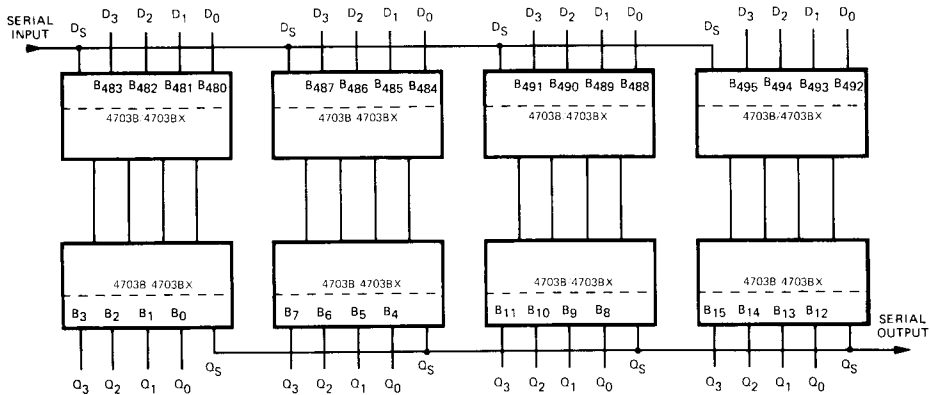 SERIAL INPUT
D₃ D₂ D₁ D₀ D₃ D₂ D₁ D₀ D₃ D₂ D₁ D₀ D₃ D₂ D₁ D₀
Dₛ Dₛ Dₛ Dₛ
B₄₈₃ B₄₈₂ B₄₈₁ B₄₈₀ B₄₈₇ B₄₈₆ B₄₈₅ B₄₈₄ B₄₉₁ B₄₉₀ B₄₈₉ B₄₈₈ B₄₉₅ B₄₉₄ B₄₉₃ B₄₉₂
4703B/4703BX 4703B 4703BX 4703B/4703BX 4703B/4703BX
4703B 4703BX 4703B 4703BX 4703B 4703BX 4703B 4703BX
B₃ B₂ B₁ B₀ B₇ B₆ B₅ B₄ B₁₁ B₁₀ B₉ B₈ B₁₅ B₁₄ B₁₃ B₁₂
SERIAL OUTPUT
Qₛ Qₛ Qₛ Qₛ
Q₃ Q₂ Q₁ Q₀ Q₃ Q₂ Q₁ Q₀ Q₃ Q₂ Q₁ Q₀ Q₃ Q₂ Q₁ Q₀